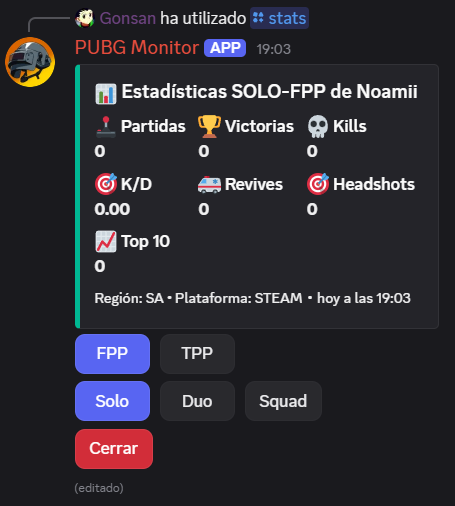 Gonsan ha utilizado stats
PUBG Monitor APP 19:03
Estadísticas SOLO-FPP de Noamii
Partidas Victorias Kills
0 0 0
K/D Revives Headshots
0.00 0 0
Top 10
0
Región: SA • Plataforma: STEAM • hoy a las 19:03
FPP TPP
Solo Duo Squad
Cerrar
(editado)